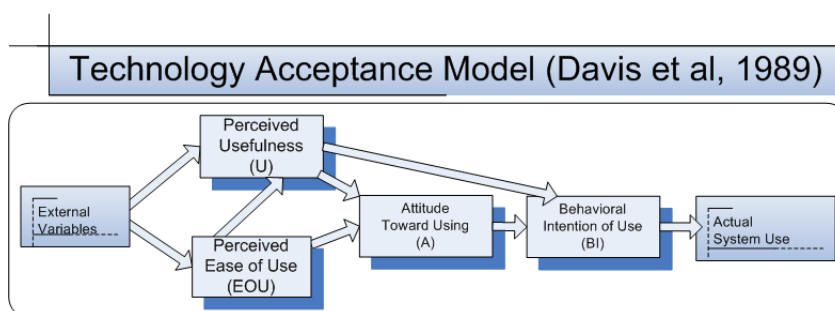 Technology Acceptance Model (Davis et al, 1989)
Perceived
Usefulness
(U)
External
Variables
Perceived
Ease of Use
(EOU)
Attitude
Toward Using
(A)
Behavioral
Intention of Use
(BI)
Actual
System Use